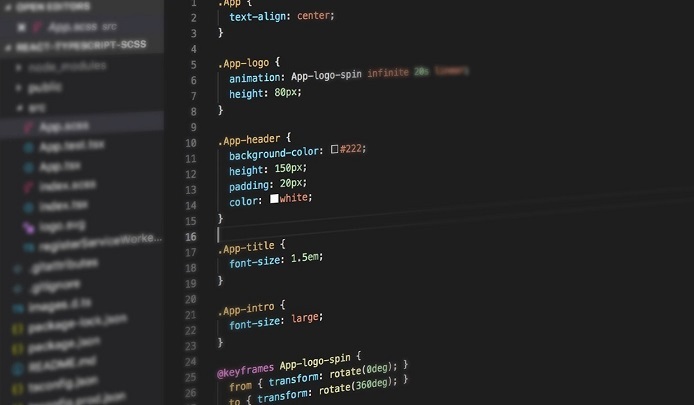 OPEN EDITORS
App.scss src
REACT-TYPESCRIPT-SCSS
node_modules
public
src
App.scss
App.test.tsx
App.tsx
index.scss
index.tsx
logo.svg
registerServiceWorke...
.gitattributes
.gitignore
images.d.ts
package-lock.json
package.json
README.md
tsconfig.json
tsconfig.prod.json
1 .App {
2 text-align: center;
3 }
4
5 .App-logo {
6 animation: App-logo-spin infinite 20s linear;
7 height: 80px;
8 }
9
10 .App-header {
11 background-color: #222;
12 height: 150px;
13 padding: 20px;
14 color: white;
15 }
16
17 .App-title {
18 font-size: 1.5em;
19 }
20
21 .App-intro {
22 font-size: large;
23 }
24
25 @keyframes App-logo-spin {
26 from { transform: rotate(0deg); }
to { transform: rotate(360deg); }